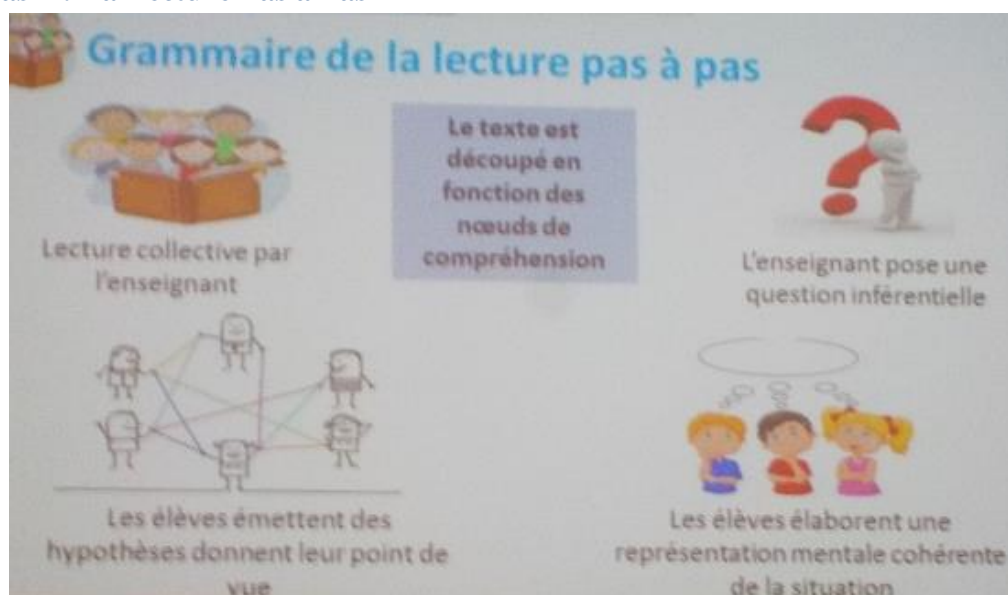 Grammaire de la lecture pas à pas
Le texte est
découpé en
fonction des
nœuds de
compréhension
Lecture collective par
l'enseignant
L'enseignant pose une
question inférentielle
Les élèves émettent des
hypothèses donnent leur point de
vue
Les élèves élaborent une
représentation mentale cohérente
de la situation